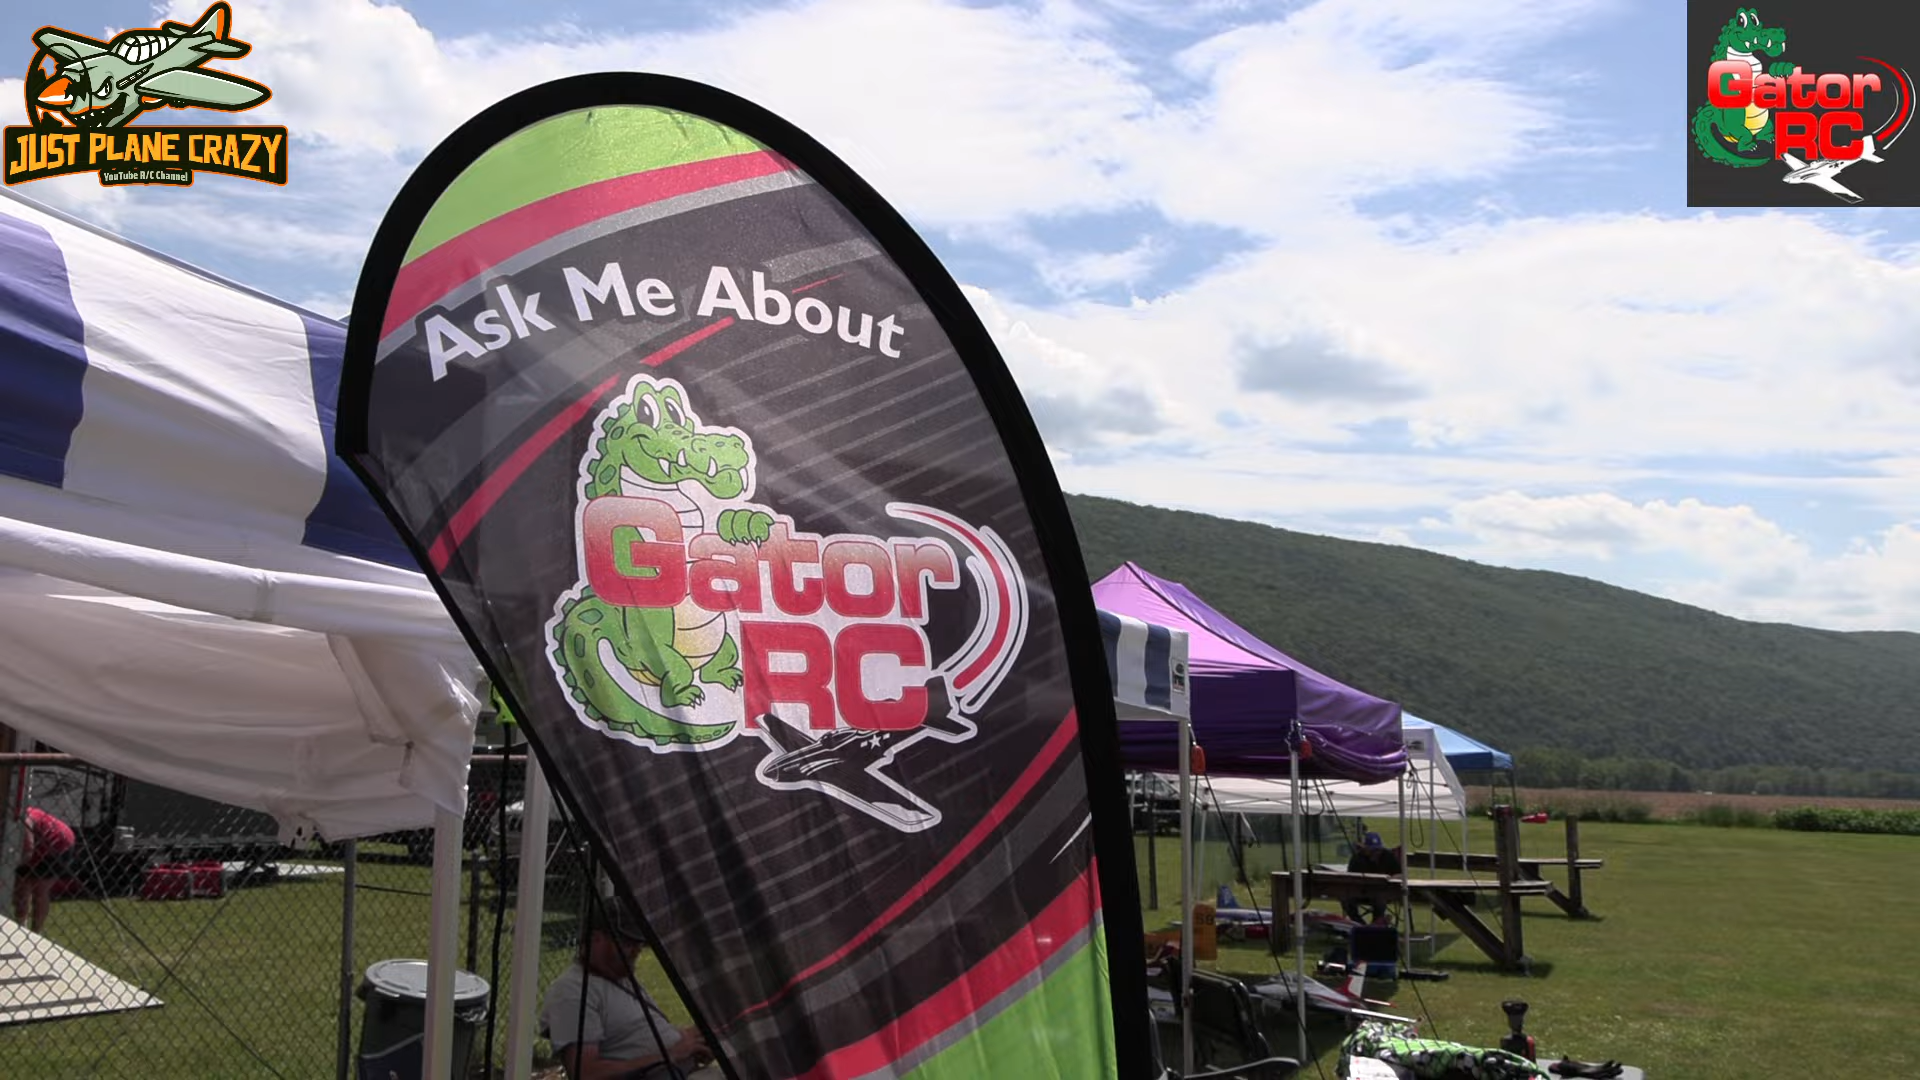 JUST PLANE CRAZY
YouTube R/C Channel
Gator
RC
Ask Me About
Gator
RC